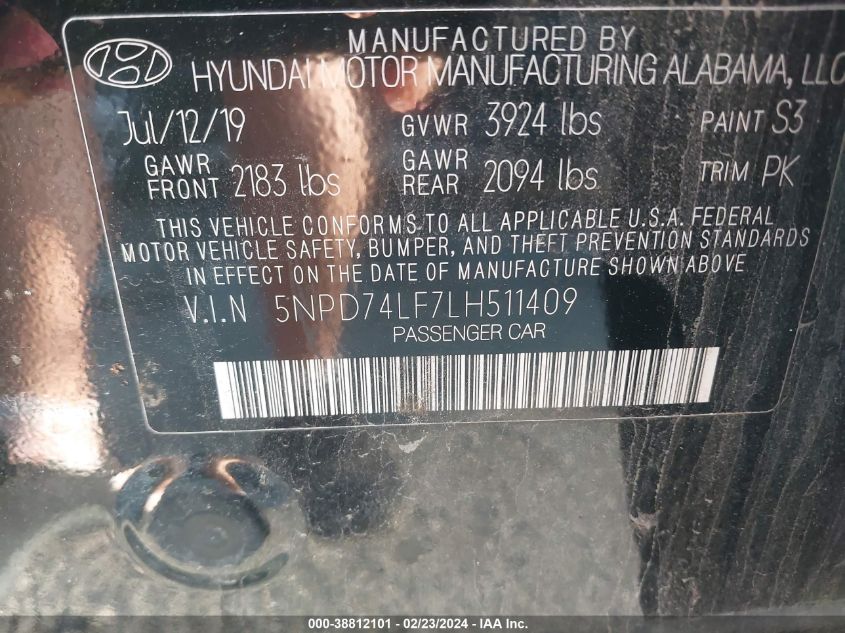 MANUFACTURED BY
HYUNDAI MOTOR MANUFACTURING ALABAMA, LLC
Jul/12/19 GVWR 3924 lbs PAINT S3
GAWR FRONT 2183 lbs GAWR REAR 2094 lbs TRIM PK
THIS VEHICLE CONFORMS TO ALL APPLICABLE U.S.A. FEDERAL
MOTOR VEHICLE SAFETY, BUMPER, AND THEFT PREVENTION STANDARDS
IN EFFECT ON THE DATE OF MANUFACTURE SHOWN ABOVE
V.I.N 5NPD74LF7LH511409
PASSENGER CAR
000-38812101 - 02/23/2024 - IAA Inc.